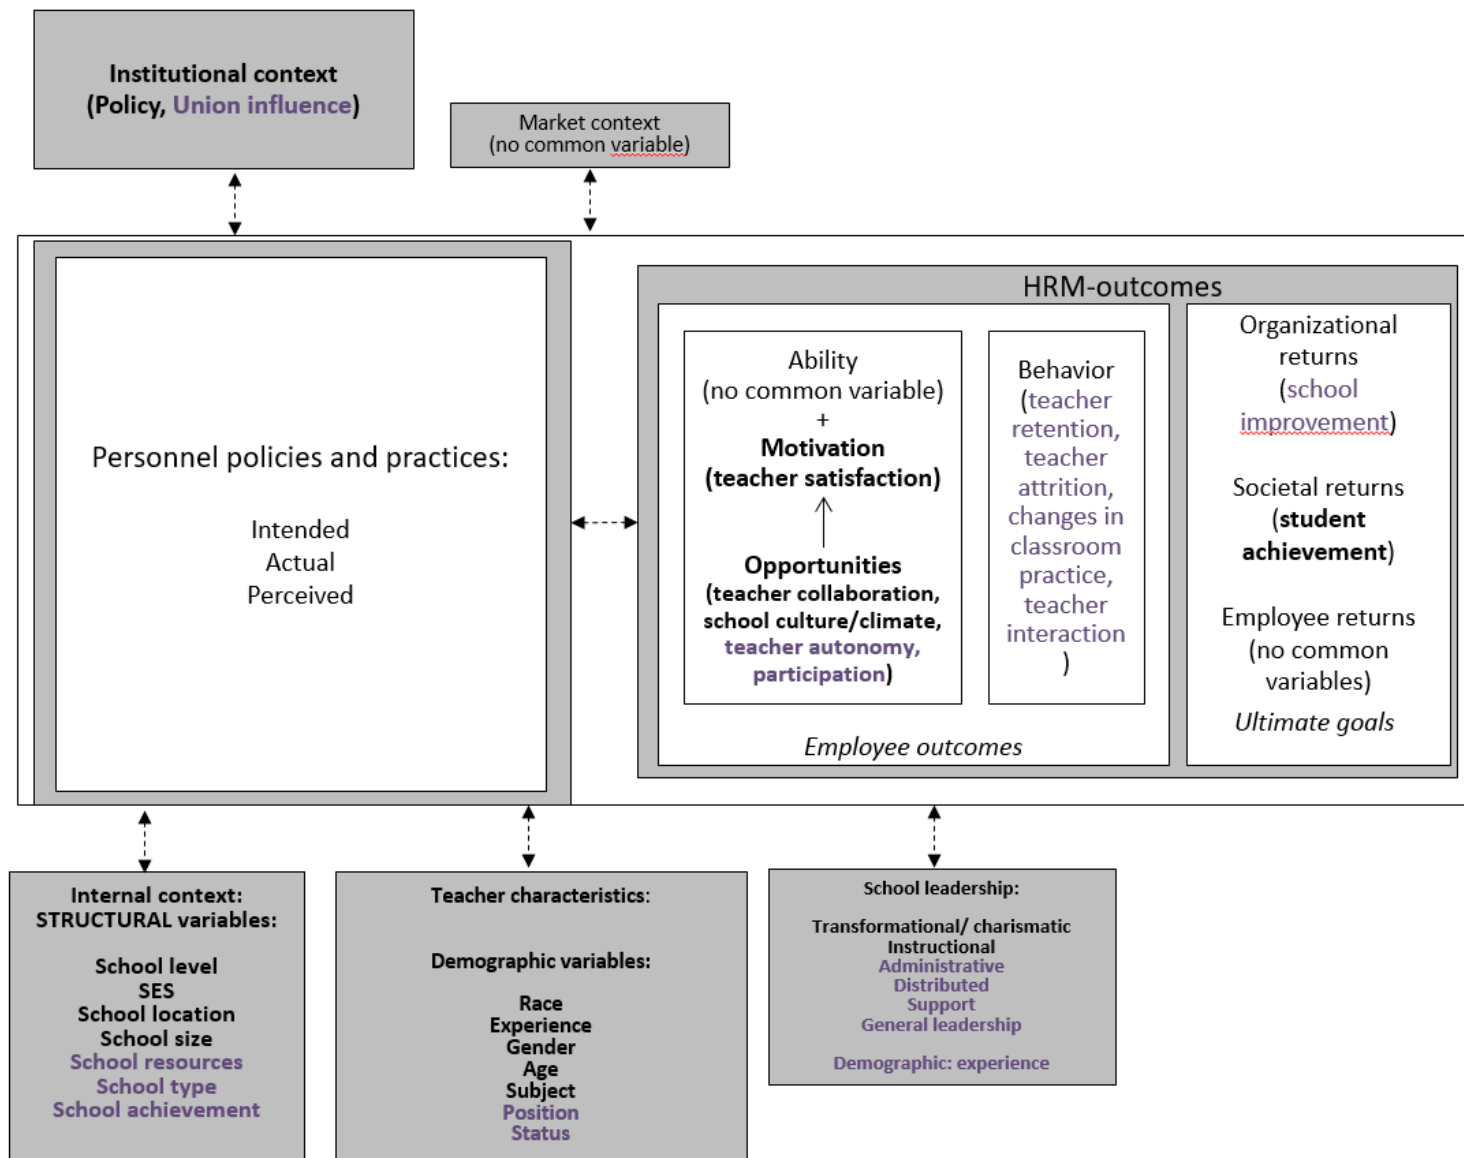 Institutional context
(Policy, Union influence)
Market context
(no common variable)
Personnel policies and practices:
Intended
Actual
Perceived
HRM-outcomes
Ability
(no common variable)
+
Motivation
(teacher satisfaction)
Opportunities
(teacher collaboration,
school culture/climate,
teacher autonomy,
participation)
Behavior
(teacher
retention,
teacher
attrition,
changes in
classroom
practice,
teacher
interaction
)
Employee outcomes
Organizational
returns
(school
improvement)
Societal returns
(student
achievement)
Employee returns
(no common
variables)
Ultimate goals
Internal context:
STRUCTURAL variables:
School level
SES
School location
School size
School resources
School type
School achievement
Teacher characteristics:
Demographic variables:
Race
Experience
Gender
Age
Subject
Position
Status
School leadership:
Transformational/ charismatic
Instructional
Administrative
Distributed
Support
General leadership
Demographic: experience